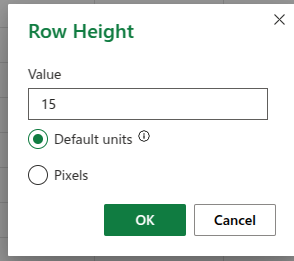 Row Height
Value
15
Default units
Pixels
OK Cancel